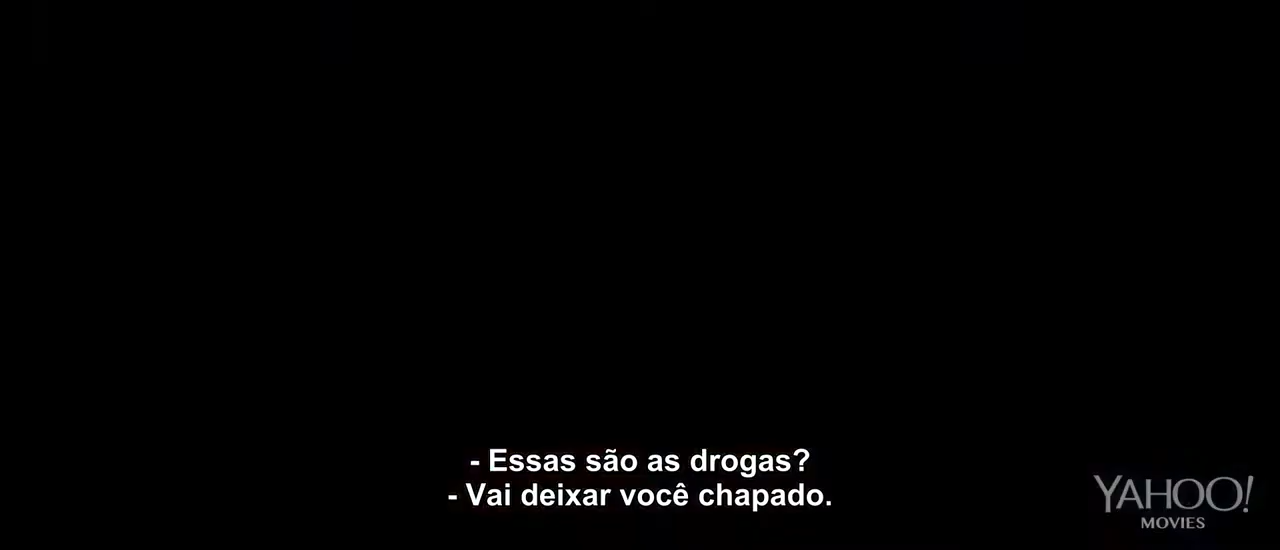 - Essas são as drogas?
- Vai deixar você chapado.
YAHOO!
MOVIES